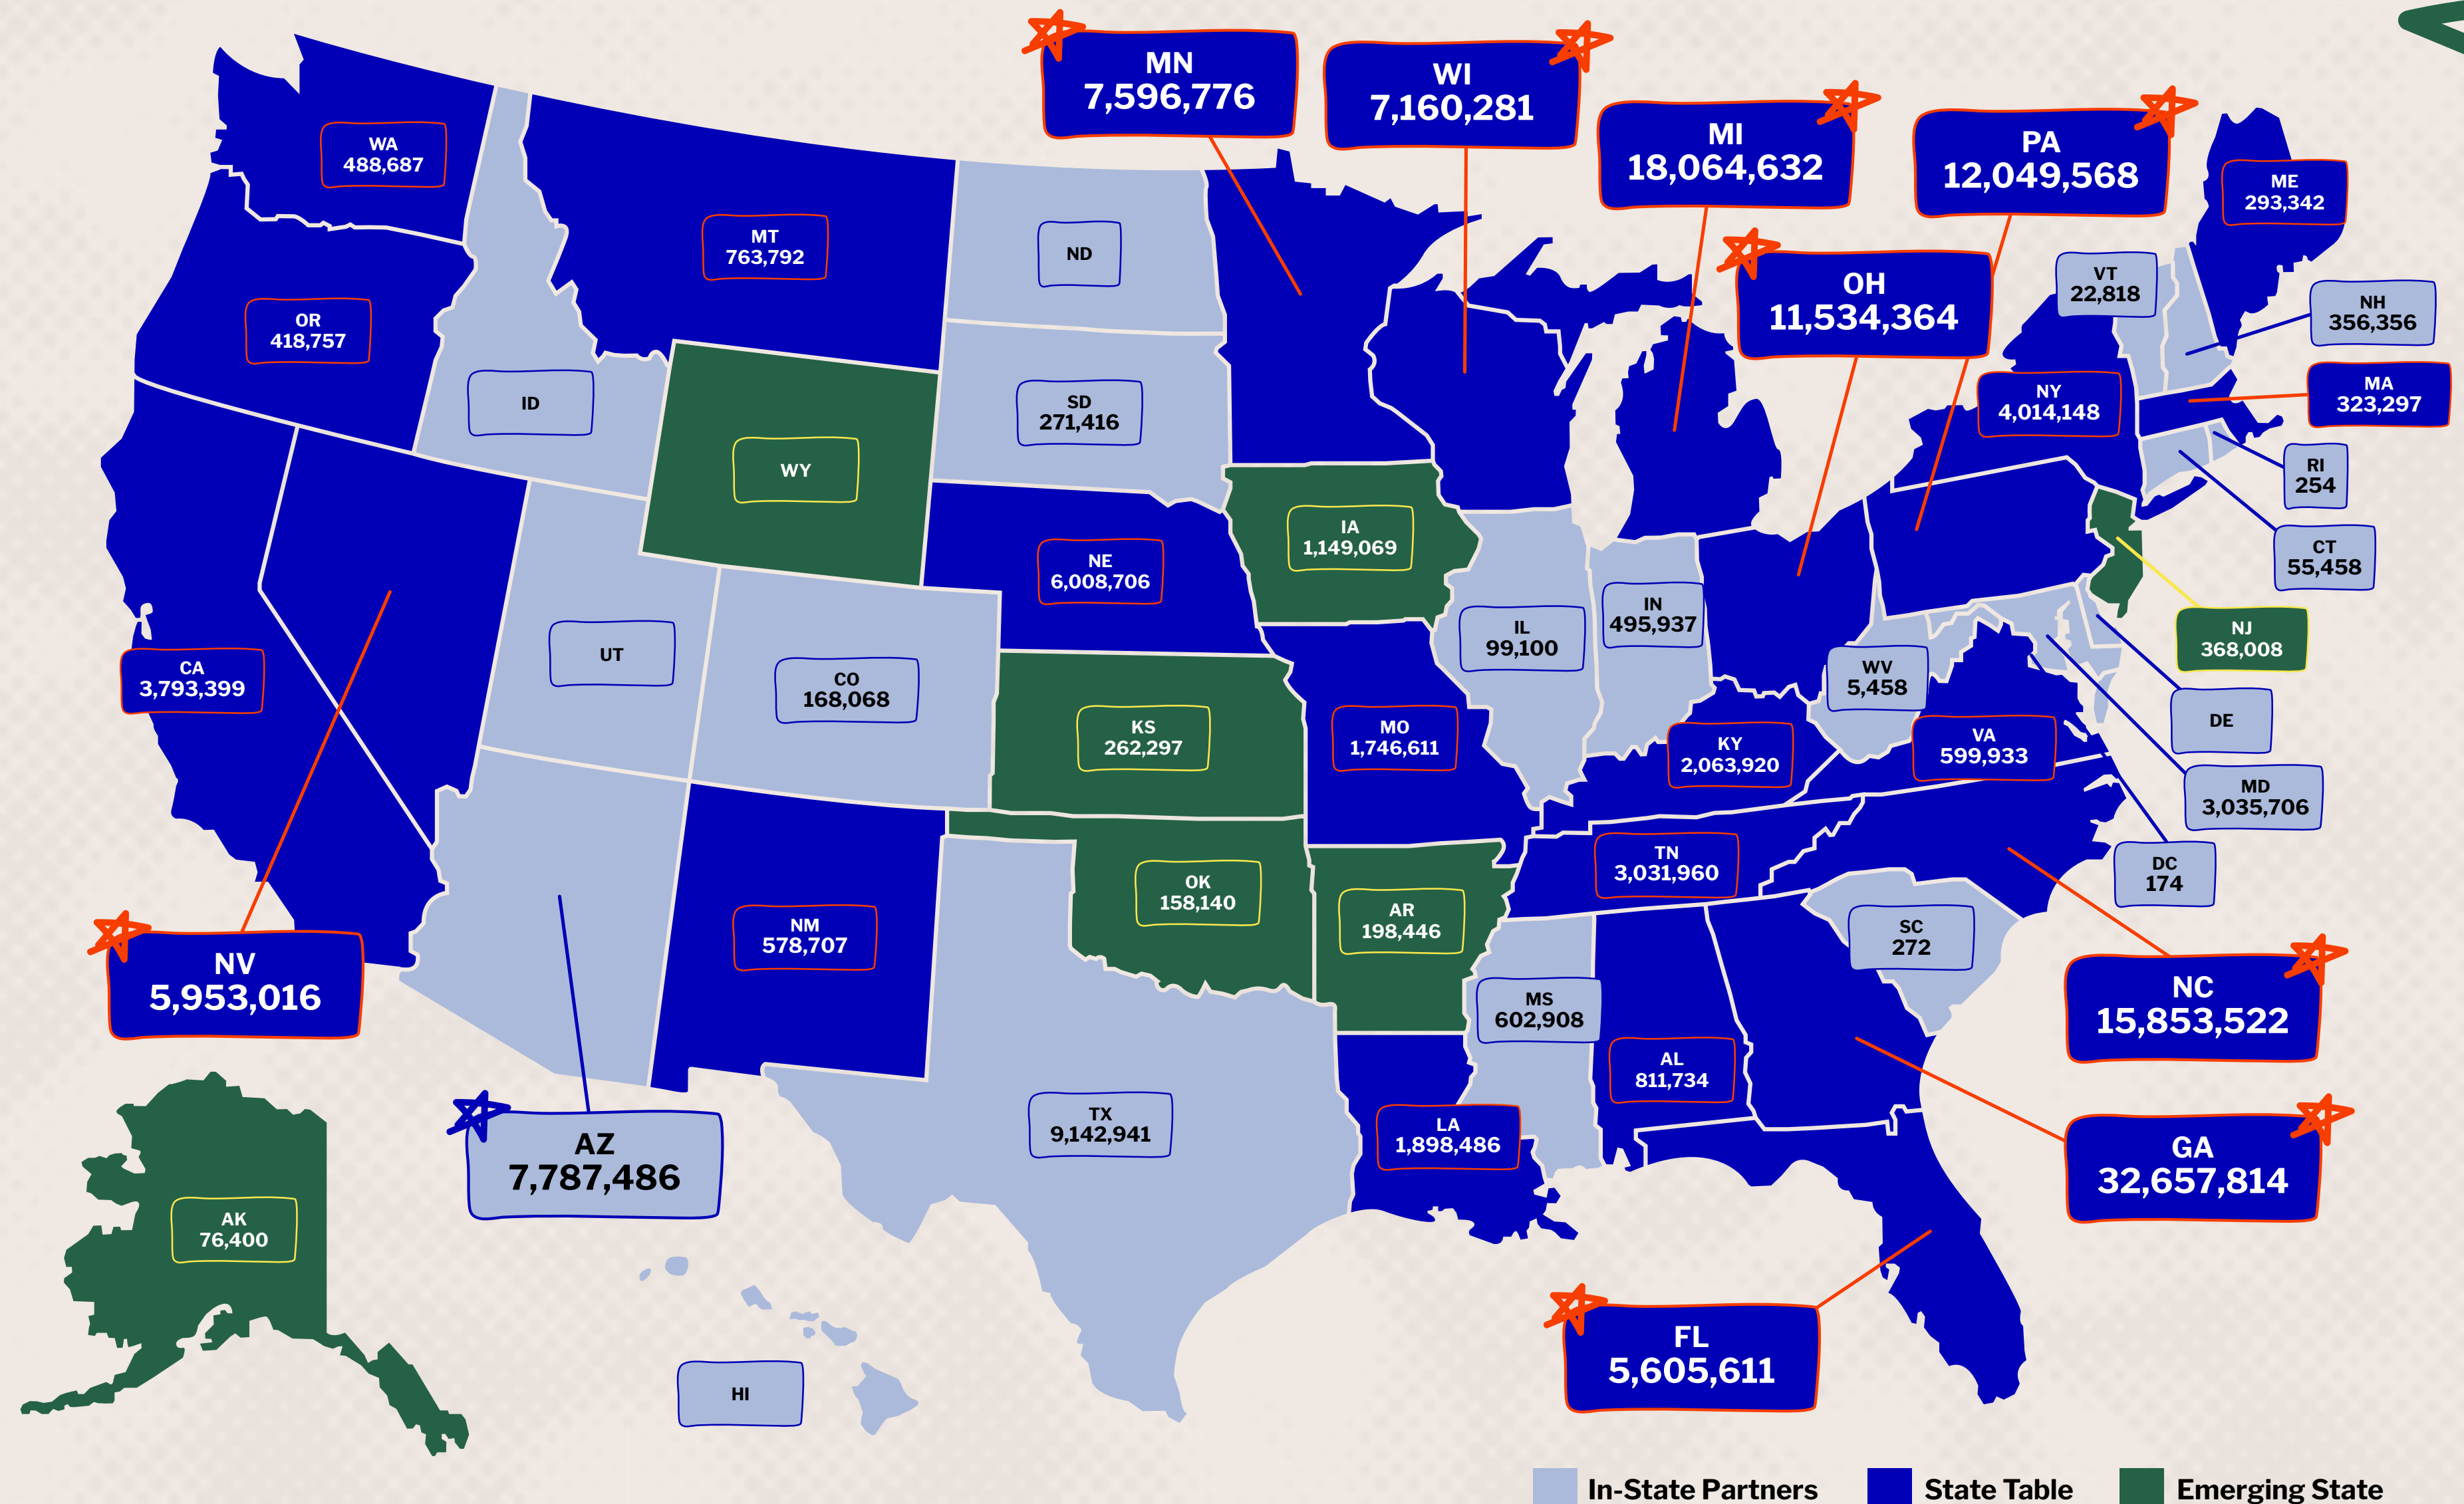 MN
7,596,776
WI
7,160,281
MI
18,064,632
PA
12,049,568
WA
488,687
ME
293,342
MT
763,792
ND
OH
11,534,364
VT
22,818
NH
356,356
OR
418,757
ID
SD
271,416
NY
4,014,148
MA
323,297
WY
RI
254
IA
1,149,069
NE
6,008,706
CT
55,458
IN
495,937
IL
99,100
NJ
368,008
UT
CA
3,793,399
CO
168,068
WV
5,458
DE
KS
262,297
MO
1,746,611
KY
2,063,920
VA
599,933
MD
3,035,706
TN
3,031,960
DC
174
OK
158,140
AR
198,446
NM
578,707
SC
272
NV
5,953,016
NC
15,853,522
MS
602,908
AL
811,734
TX
9,142,941
LA
1,898,486
AZ
7,787,486
GA
32,657,814
AK
76,400
FL
5,605,611
HI
In-State Partners
State Table
Emerging State